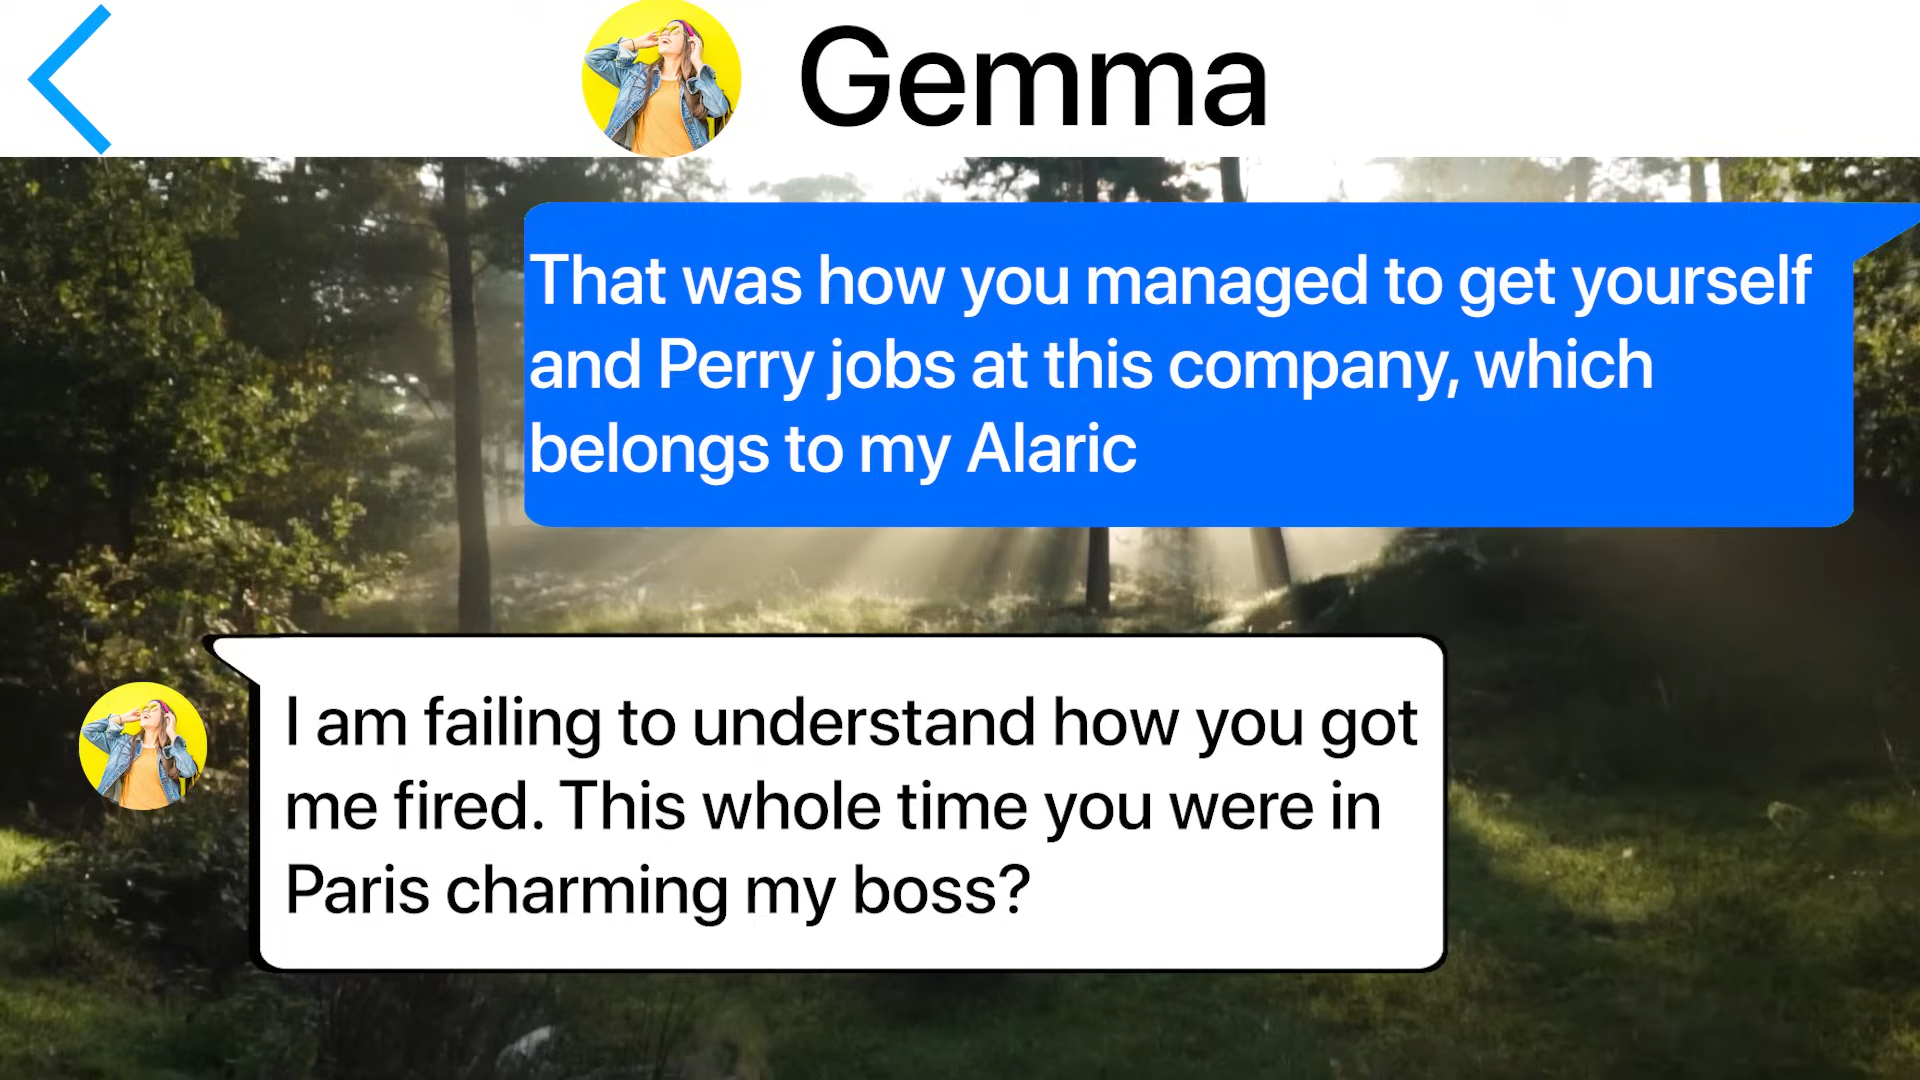 Gemma
That was how you managed to get yourself
and Perry jobs at this company, which
belongs to my Alaric
I am failing to understand how you got
me fired. This whole time you were in
Paris charming my boss?